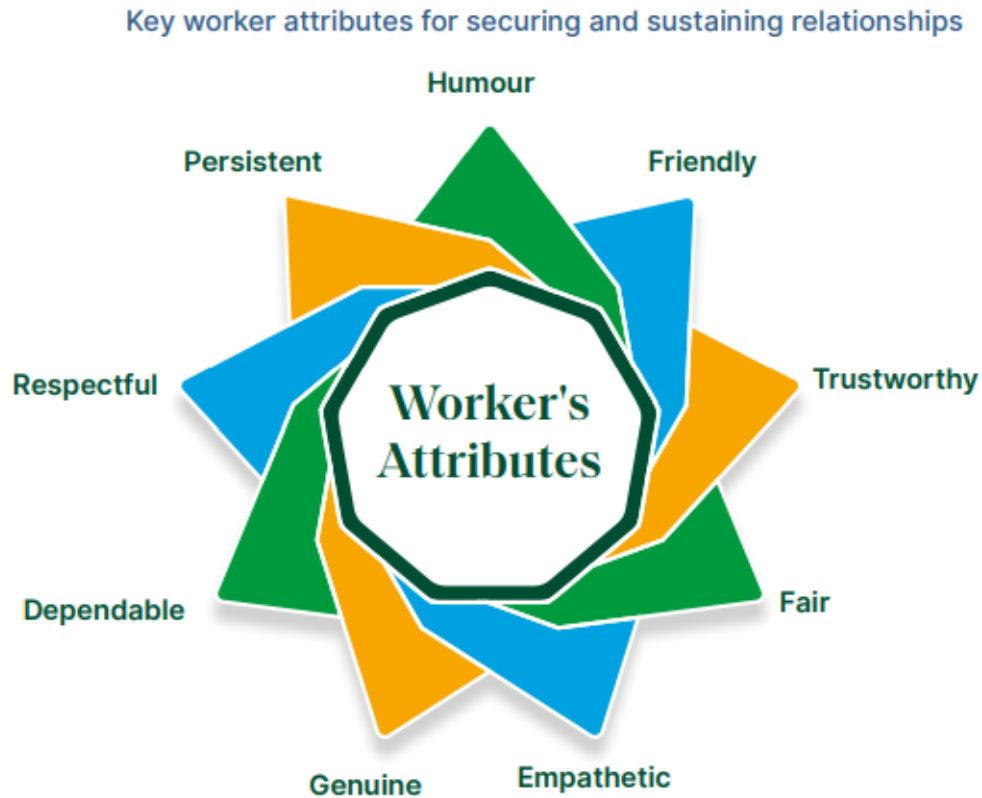 Key worker attributes for securing and sustaining relationships
Humour
Persistent
Friendly
Respectful
Worker's
Attributes
Trustworthy
Dependable
Fair
Genuine
Empathetic